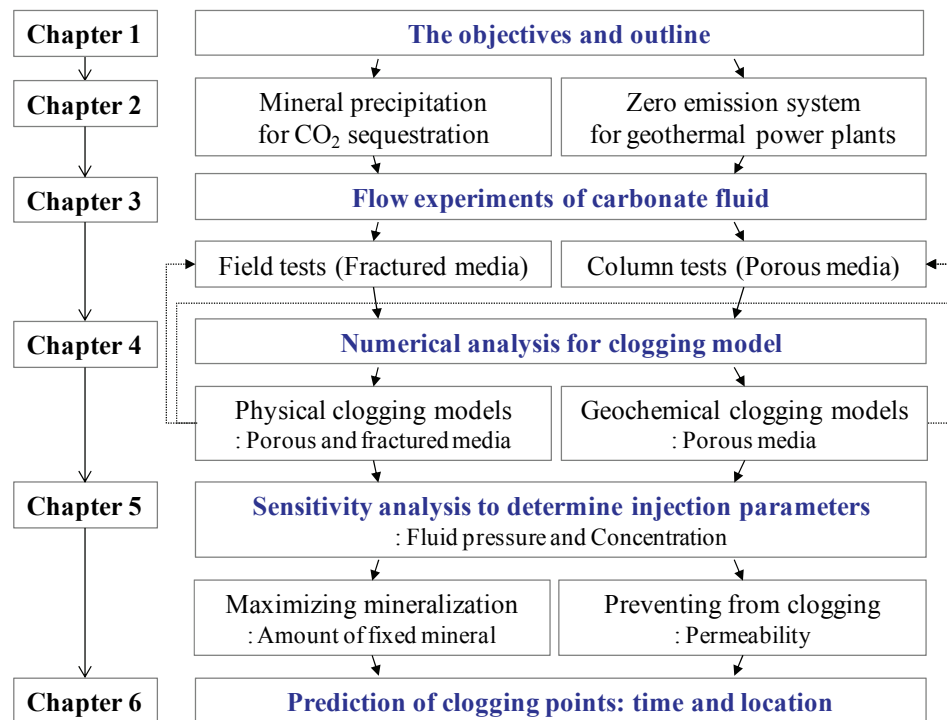 Chapter 1
The objectives and outline
Chapter 2
Mineral precipitation
for CO₂ sequestration
Zero emission system
for geothermal power plants
Chapter 3
Flow experiments of carbonate fluid
Field tests (Fractured media)
Column tests (Porous media)
Chapter 4
Numerical analysis for clogging model
Physical clogging models
: Porous and fractured media
Geochemical clogging models
: Porous media
Chapter 5
Sensitivity analysis to determine injection parameters
: Fluid pressure and Concentration
Maximizing mineralization
: Amount of fixed mineral
Preventing from clogging
: Permeability
Chapter 6
Prediction of clogging points: time and location